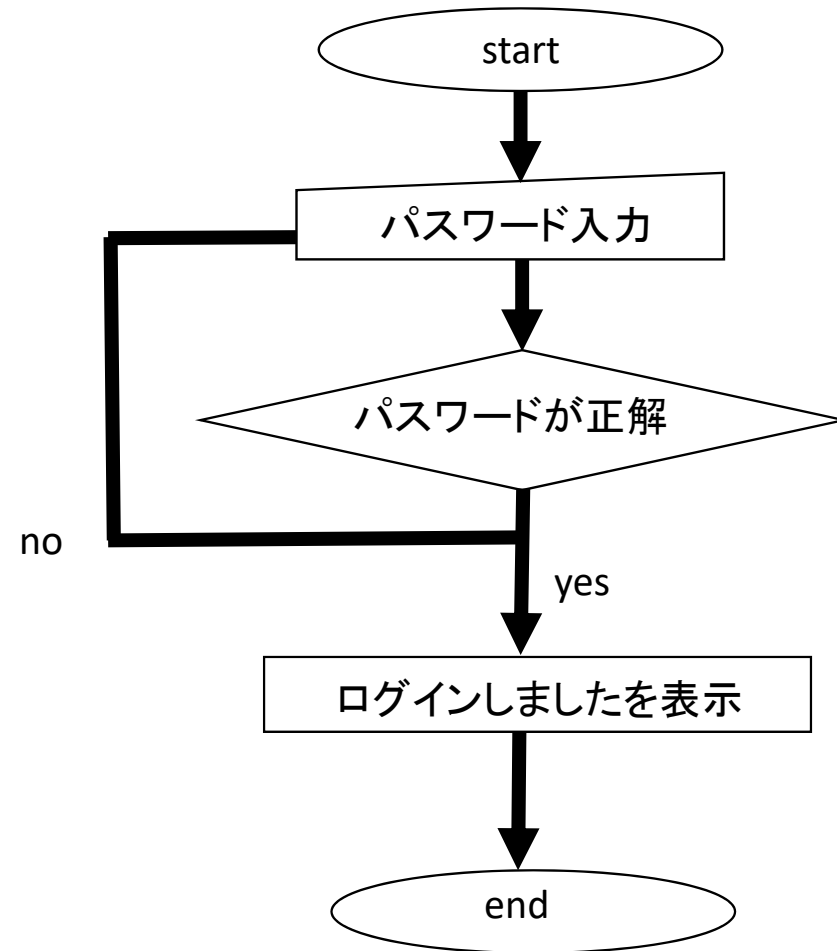 start
パスワード入力
パスワードが正解
no
yes
ログインしましたを表示
end